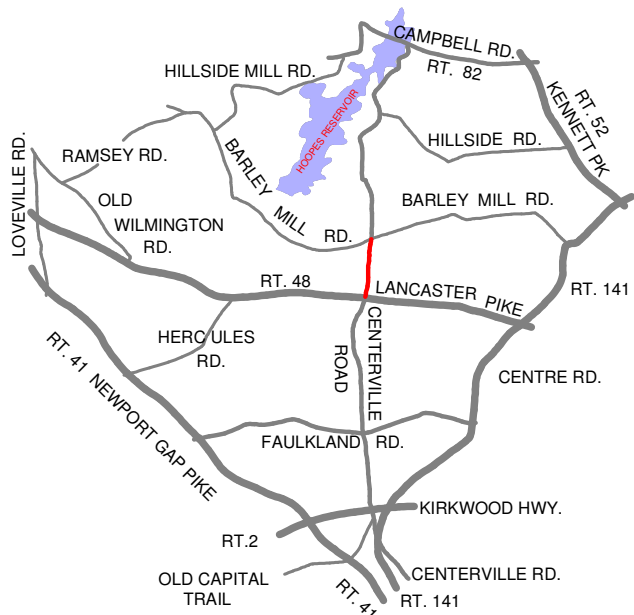 CAMPBELL RD.
HILLSIDE MILL RD.
RT. 82
RT. 52
KENNETT PK
HOOPES RESERVOIR
HILLSIDE RD.
RAMSEY RD.
BARLEY
MILL
RD.
BARLEY MILL RD.
LOVEVILLE RD.
OLD
WILMINGTON
RD.
RT. 48
LANCASTER PIKE
RT. 141
HERCULES
RD.
CENTERVILLE
ROAD
CENTRE RD.
RT. 41 NEWPORT GAP PIKE
FAULKLAND RD.
KIRKWOOD HWY.
RT.2
OLD CAPITAL
TRAIL
CENTERVILLE RD.
RT. 41
RT. 141